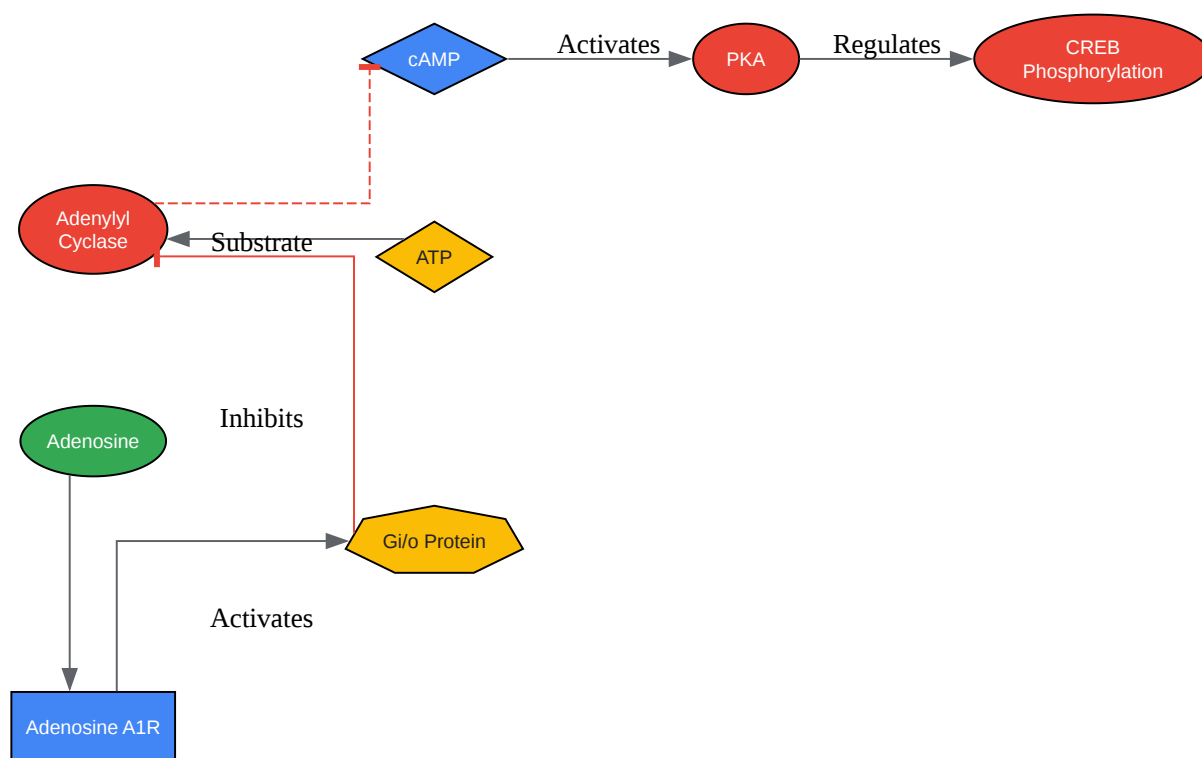 cAMP
Activates
PKA
Regulates
CREB
Phosphorylation
Adenylyl
Cyclase
Substrate
ATP
Inhibits
Adenosine
Gi/o Protein
Activates
Adenosine A1R